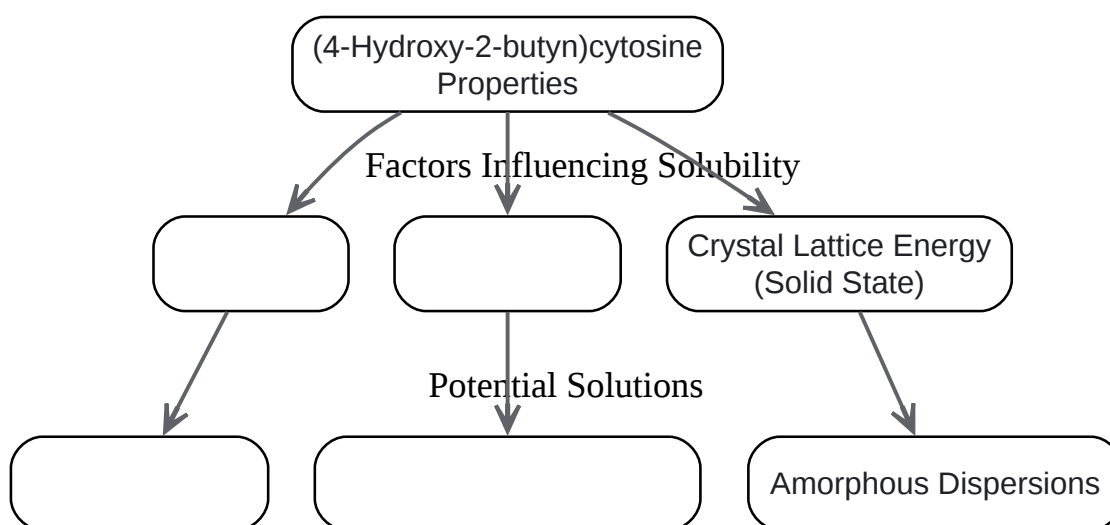 (4-Hydroxy-2-butyn)cytosine
Properties
Factors Influencing Solubility
Crystal Lattice Energy
(Solid State)
Potential Solutions
Amorphous Dispersions